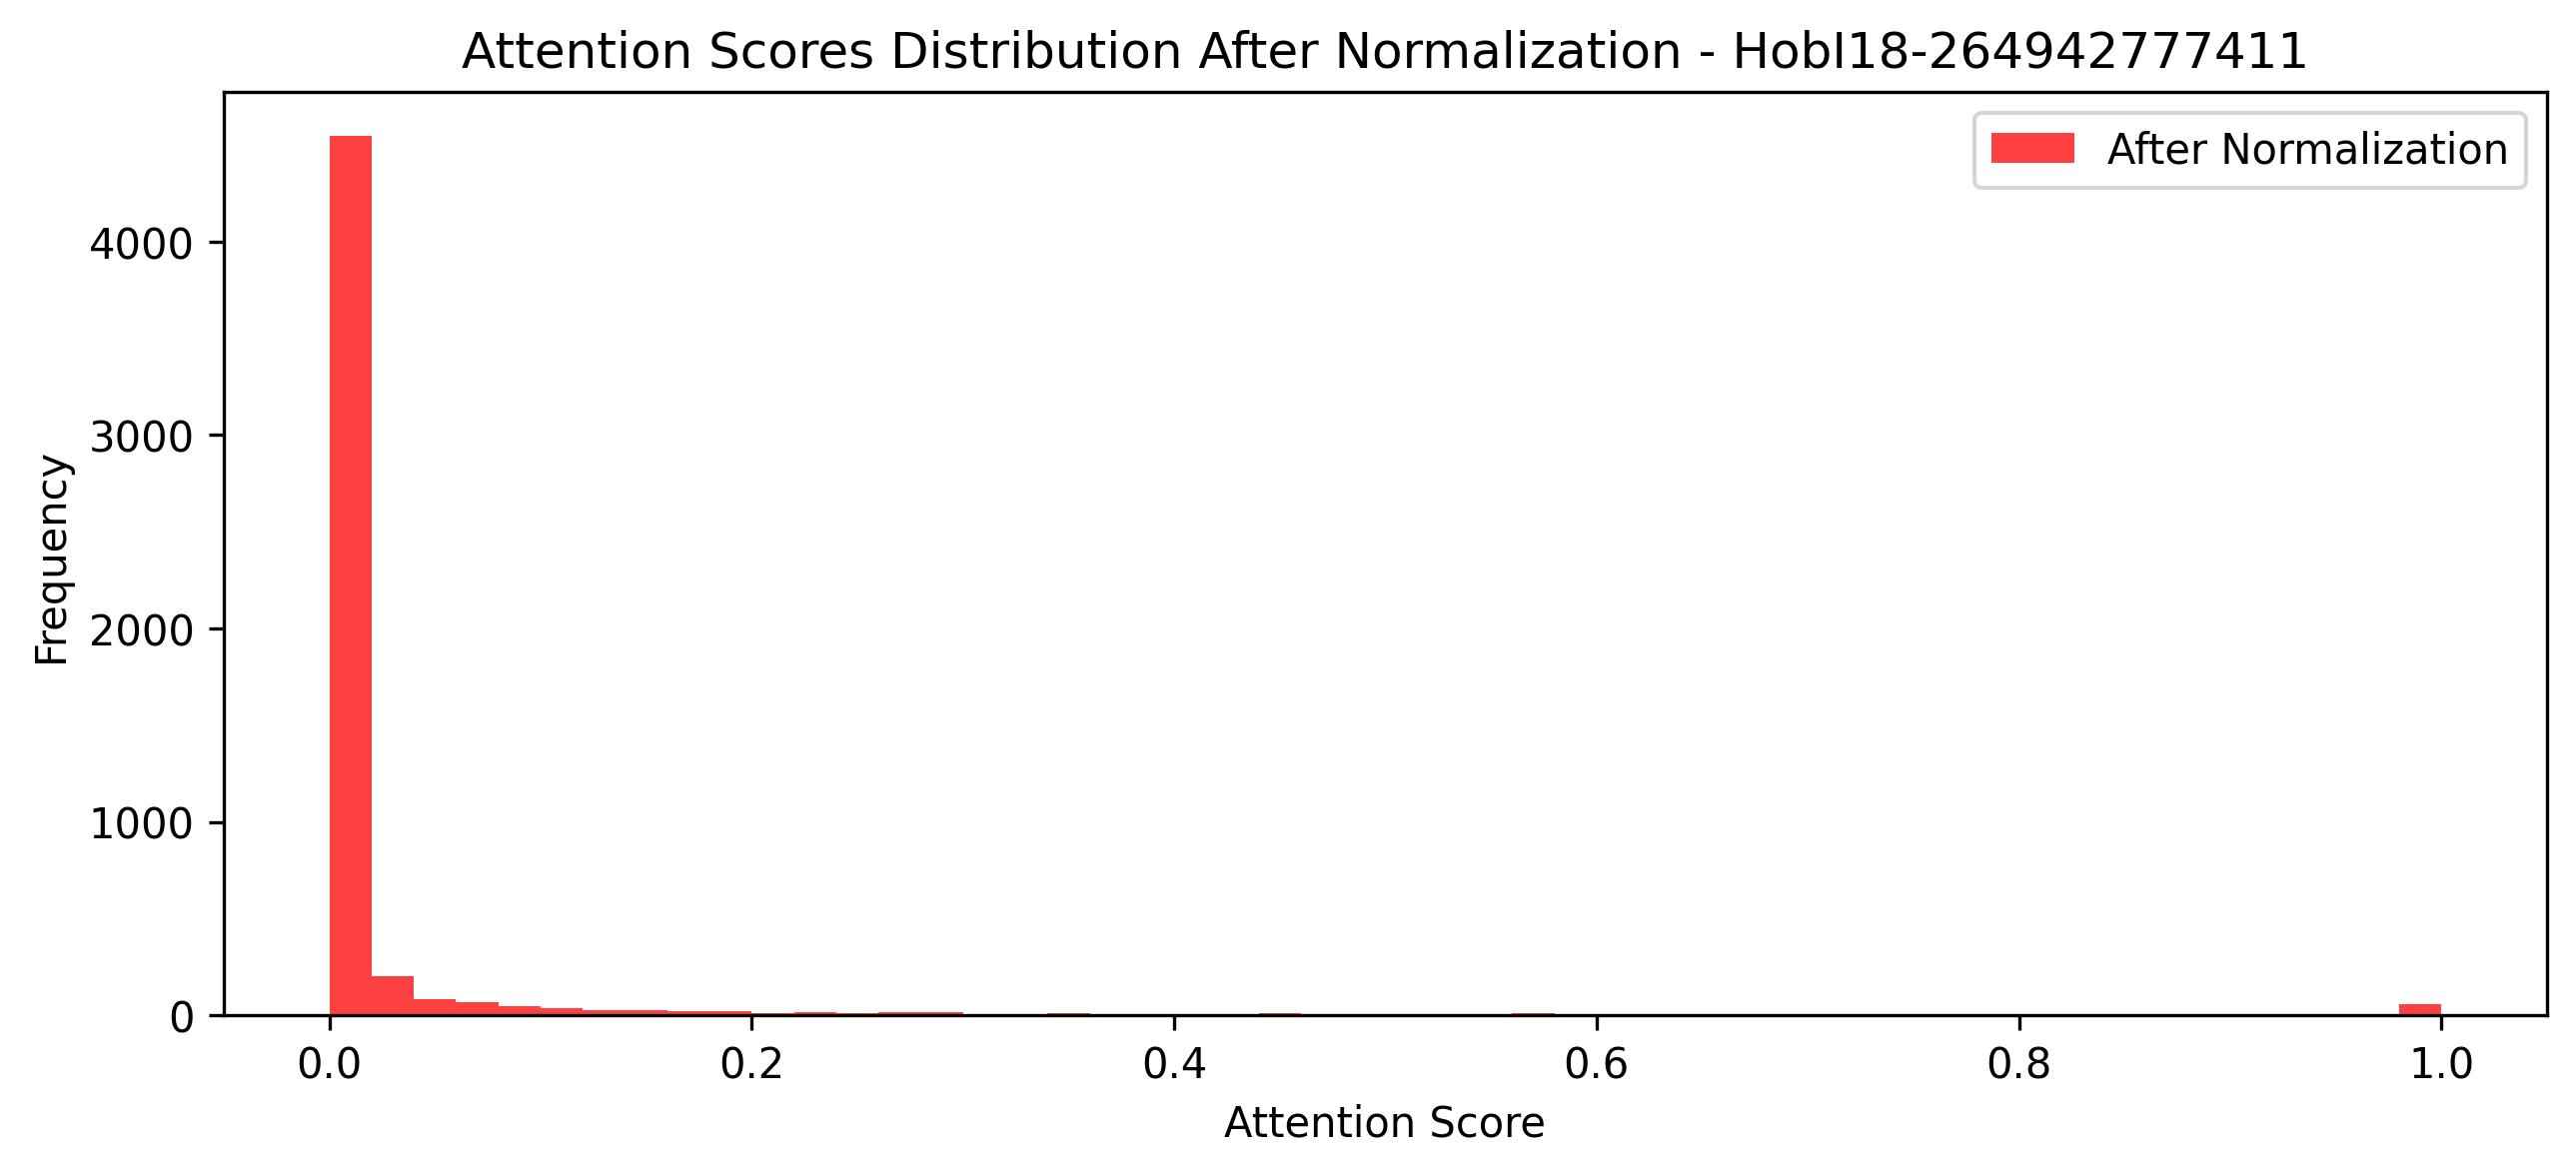 Attention Scores Distribution After Normalization - HobI18-264942777411
After Normalization
Frequency
4000
3000
2000
1000
0
0.0 0.2 0.4 0.6 0.8 1.0
Attention Score